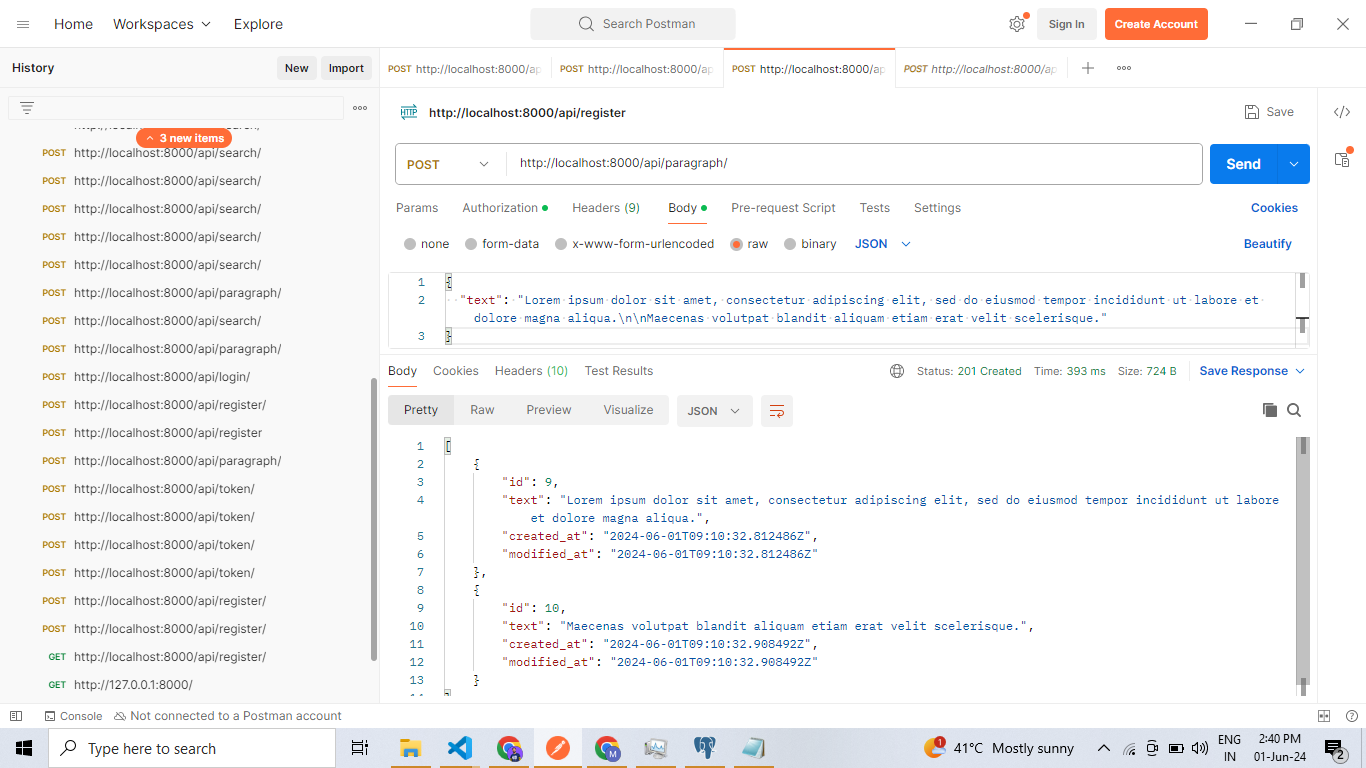 Home
Workspaces
Explore
Search Postman
Sign In
Create Account
History
New
Import
3 new items
POST http://localhost:8000/api/search/
POST http://localhost:8000/api/search/
POST http://localhost:8000/api/search/
POST http://localhost:8000/api/search/
POST http://localhost:8000/api/search/
POST http://localhost:8000/api/paragraph/
POST http://localhost:8000/api/search/
POST http://localhost:8000/api/paragraph/
POST http://localhost:8000/api/login/
POST http://localhost:8000/api/register/
POST http://localhost:8000/api/register
POST http://localhost:8000/api/paragraph/
POST http://localhost:8000/api/token/
POST http://localhost:8000/api/token/
POST http://localhost:8000/api/token/
POST http://localhost:8000/api/token/
POST http://localhost:8000/api/register/
POST http://localhost:8000/api/register/
GET http://localhost:8000/api/register/
GET http://127.0.0.1:8000/
POST http://localhost:8000/ap
POST http://localhost:8000/ap
POST http://localhost:8000/ap
POST http://localhost:8000/ap
HTTP http://localhost:8000/api/register
Save
POST
http://localhost:8000/api/paragraph/
Send
Params
Authorization
Headers (9)
Body
Pre-request Script
Tests
Settings
Cookies
none
form-data
x-www-form-urlencoded
raw
binary
JSON
Beautify
1 {
2 "text": "Lorem ipsum dolor sit amet, consectetur adipiscing elit, sed do eiusmod tempor incididunt ut labore et
dolore magna aliqua.\n\nMaecenas volutpat blandit aliquam etiam erat velit scelerisque."
3 }
Body
Cookies
Headers (10)
Test Results
Status: 201 Created
Time: 393 ms
Size: 724 B
Save Response
Pretty
Raw
Preview
Visualize
JSON
1 [
2 {
3 "id": 9,
4 "text": "Lorem ipsum dolor sit amet, consectetur adipiscing elit, sed do eiusmod tempor incididunt ut labore
et dolore magna aliqua.",
5 "created_at": "2024-06-01T09:10:32.812486Z",
6 "modified_at": "2024-06-01T09:10:32.812486Z"
7 },
8 {
9 "id": 10,
10 "text": "Maecenas volutpat blandit aliquam etiam erat velit scelerisque.",
11 "created_at": "2024-06-01T09:10:32.908492Z",
12 "modified_at": "2024-06-01T09:10:32.908492Z"
13 }
Console
Not connected to a Postman account
Type here to search
1
41°C Mostly sunny
ENG
IN
2:40 PM
01-Jun-24
2